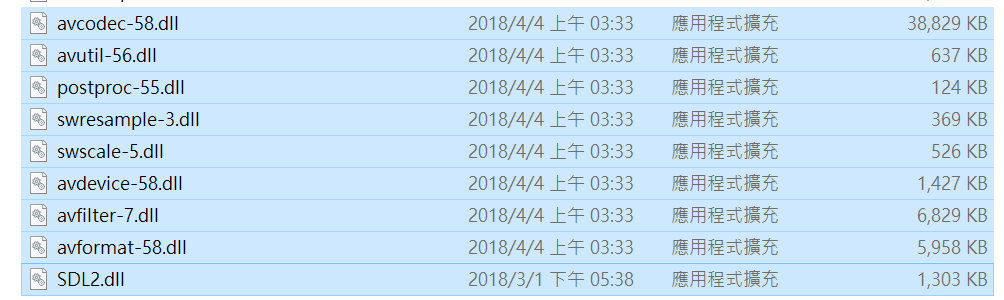 avcodec-58.dll 2018/4/4 上午 03:33 應用程式擴充 38,829 KB
avutil-56.dll 2018/4/4 上午 03:33 應用程式擴充 637 KB
postproc-55.dll 2018/4/4 上午 03:33 應用程式擴充 124 KB
swresample-3.dll 2018/4/4 上午 03:33 應用程式擴充 369 KB
swscale-5.dll 2018/4/4 上午 03:33 應用程式擴充 526 KB
avdevice-58.dll 2018/4/4 上午 03:33 應用程式擴充 1,427 KB
avfilter-7.dll 2018/4/4 上午 03:33 應用程式擴充 6,829 KB
avformat-58.dll 2018/4/4 上午 03:33 應用程式擴充 5,958 KB
SDL2.dll 2018/3/1 下午 05:38 應用程式擴充 1,303 KB